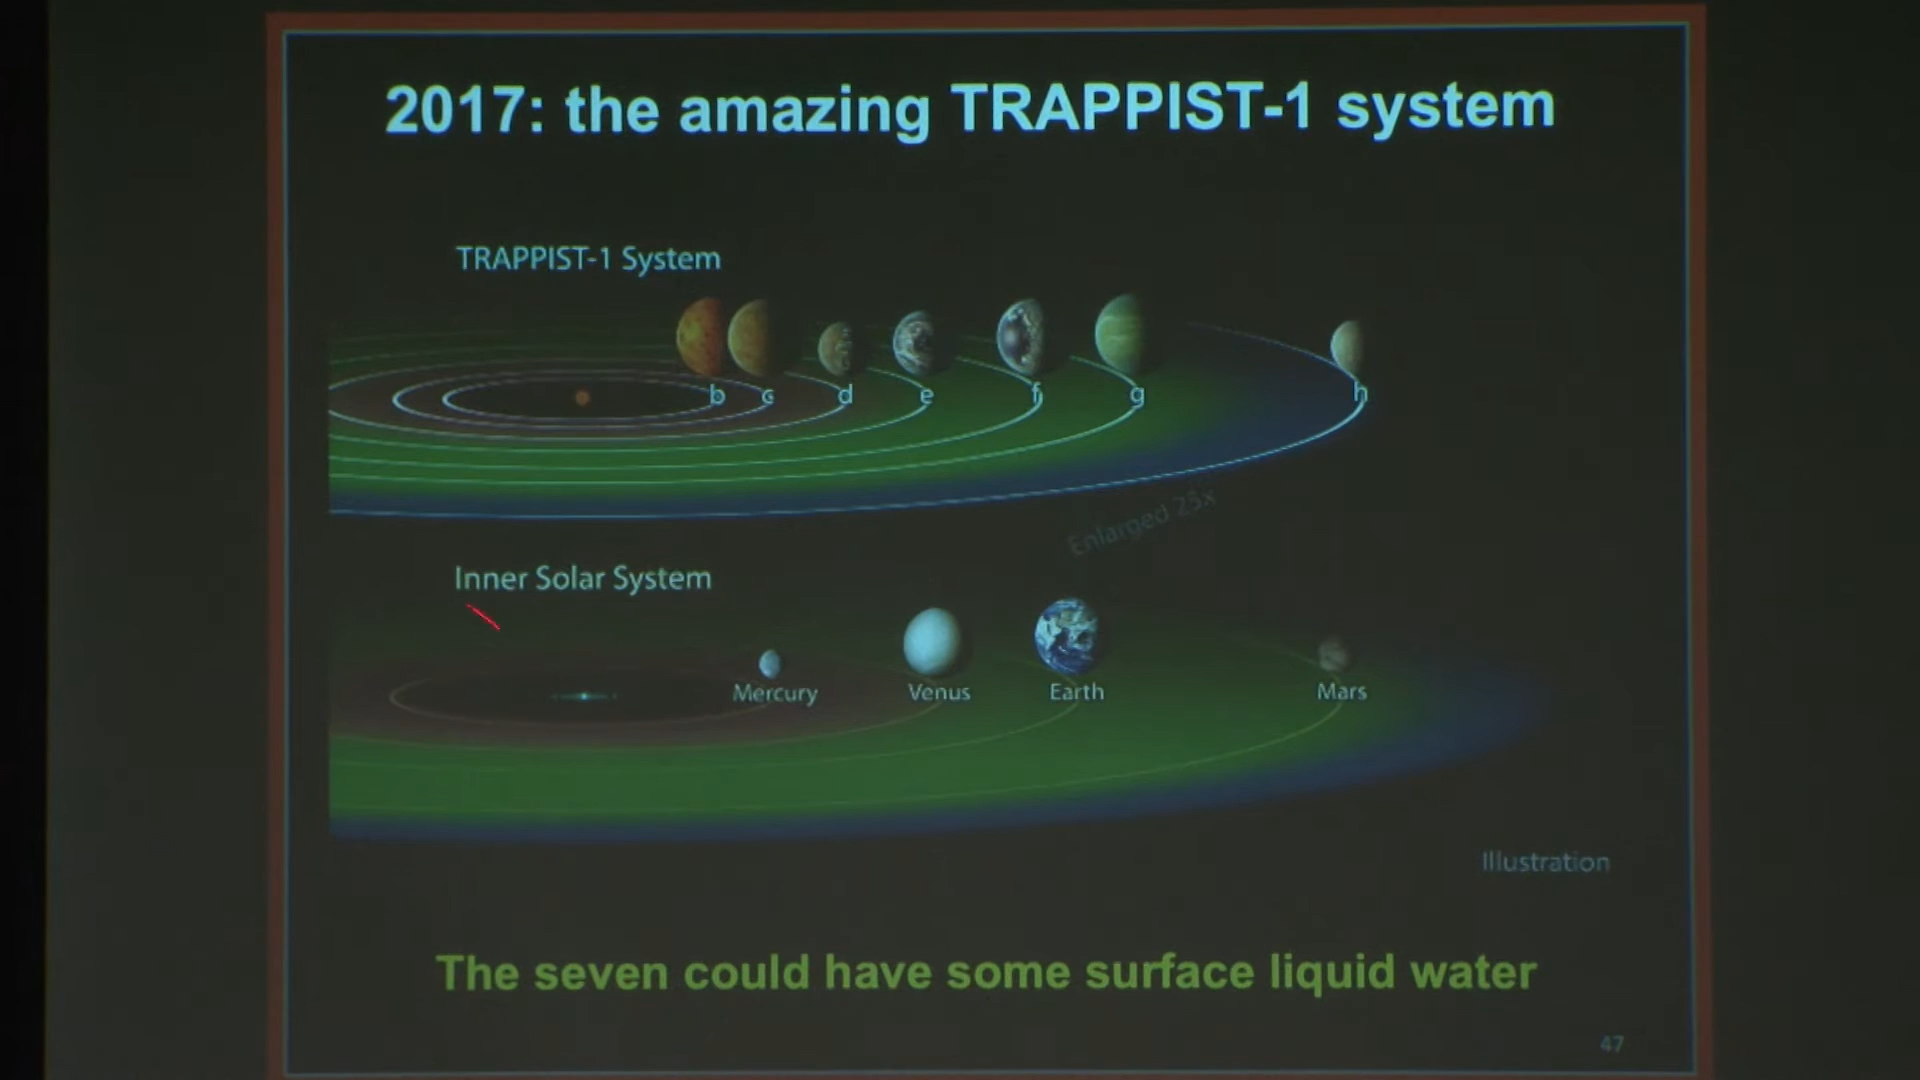 2017: the amazing TRAPPIST-1 system
TRAPPIST-1 System
b c d e f g h
Enlarged 25x
Inner Solar System
Mercury Venus Earth Mars
Illustration
The seven could have some surface liquid water
47